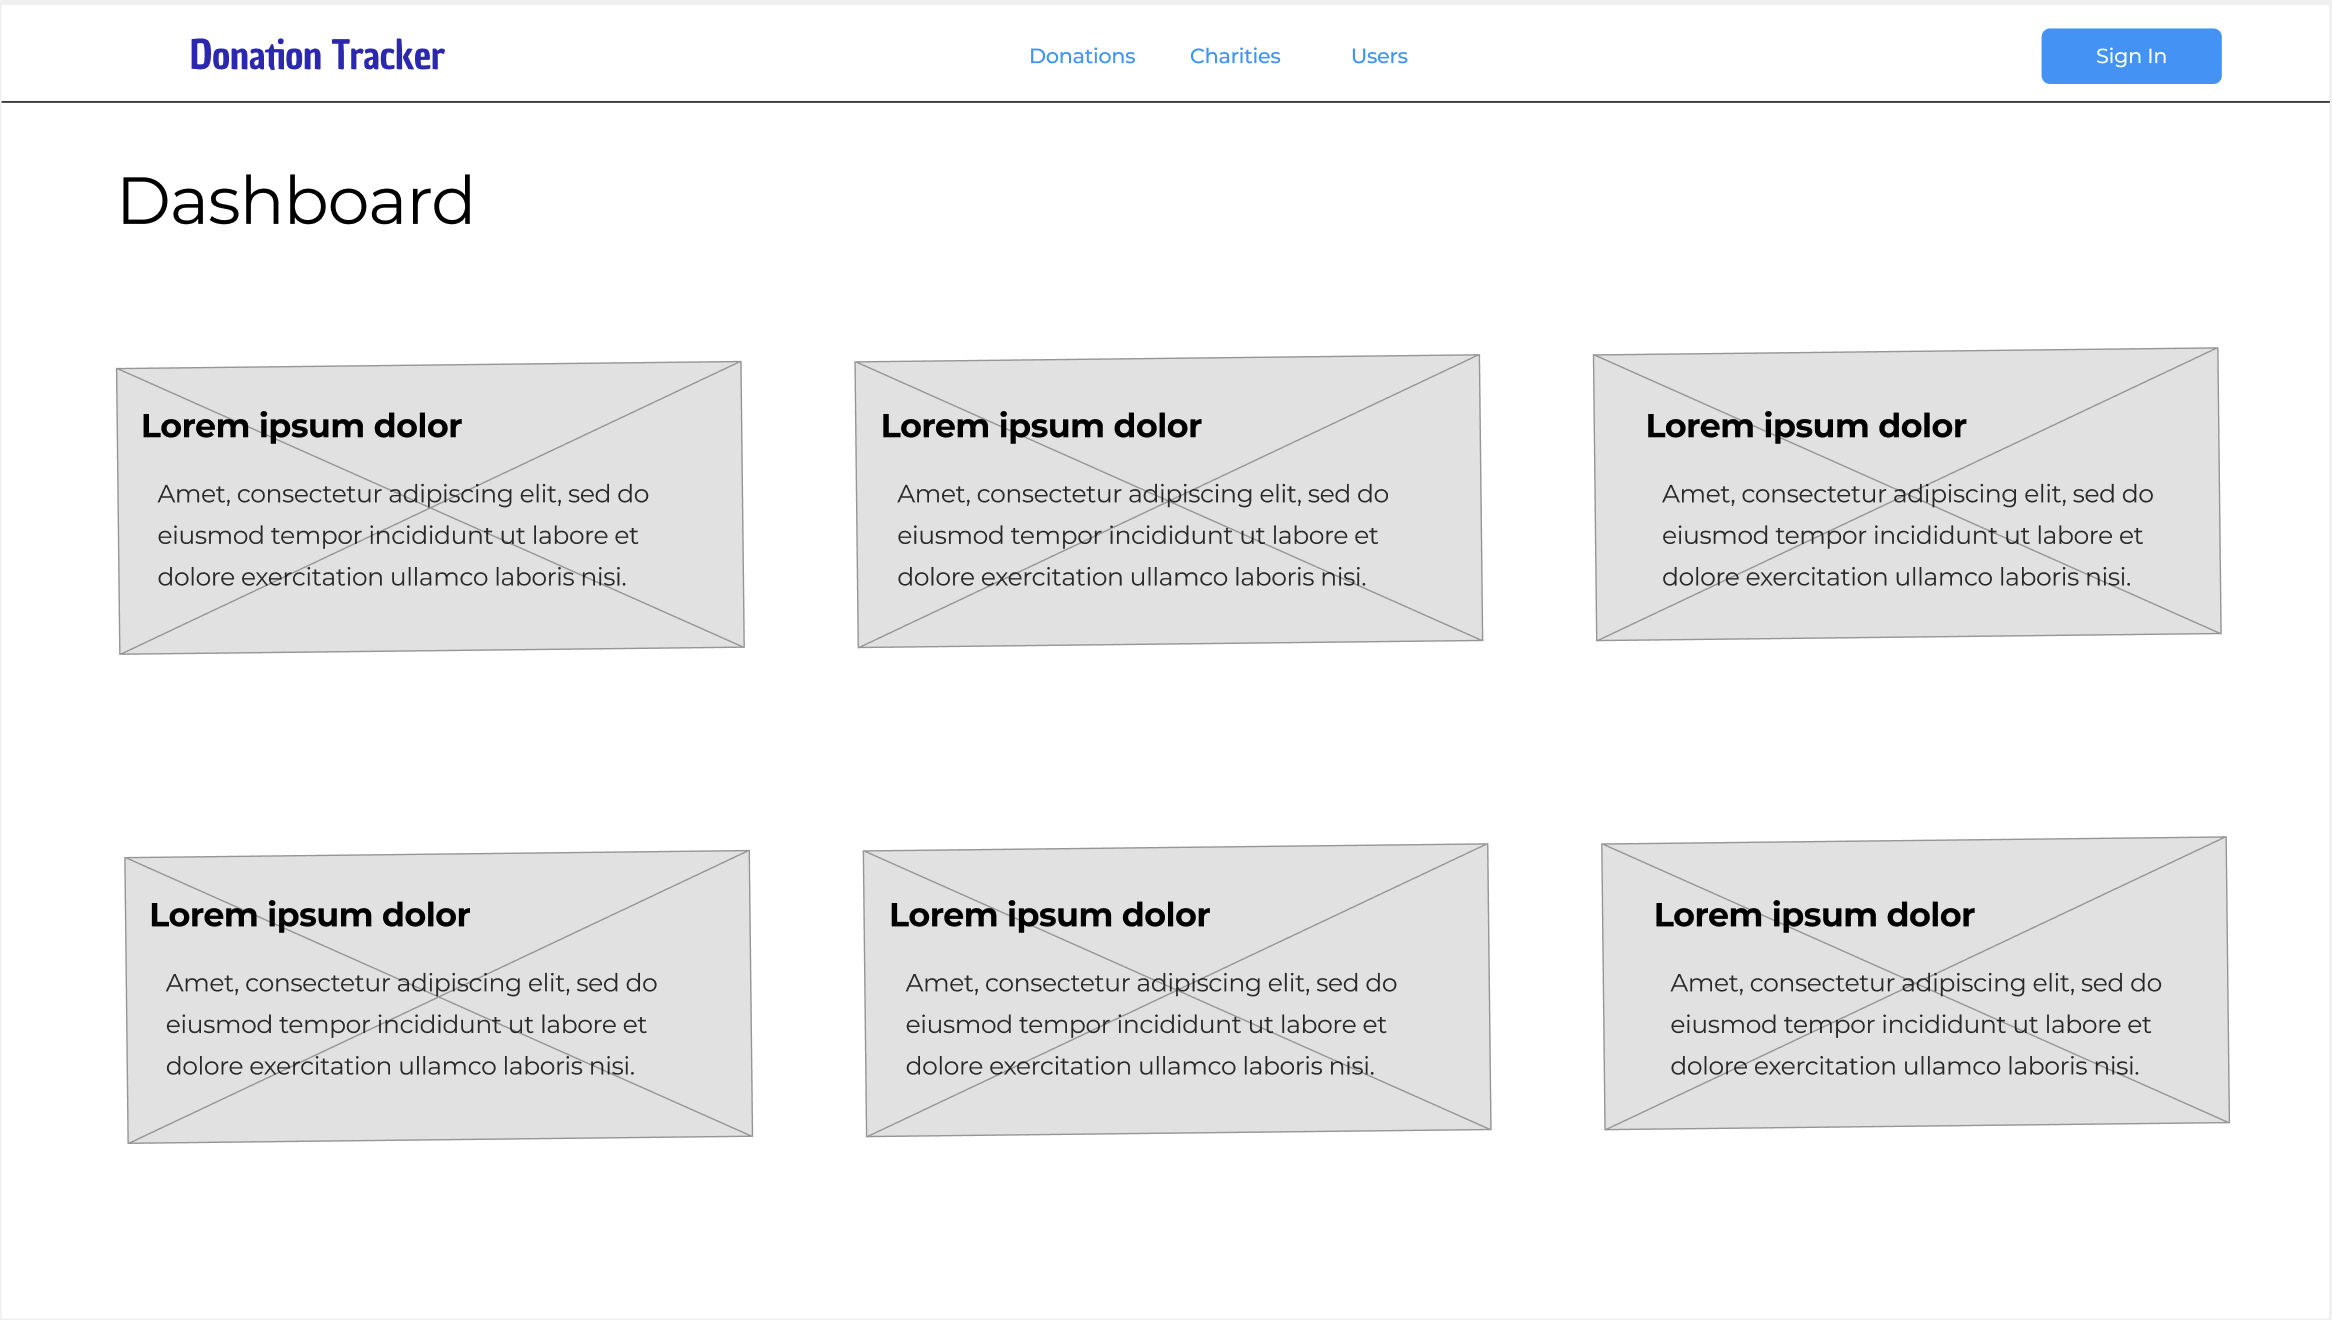 Donation Tracker Donations Charities Users Sign In
Dashboard
Lorem ipsum dolor
Amet, consectetur adipiscing elit, sed do
eiusmod tempor incididunt ut labore et
dolore exercitation ullamco laboris nisi.
Lorem ipsum dolor
Amet, consectetur adipiscing elit, sed do
eiusmod tempor incididunt ut labore et
dolore exercitation ullamco laboris nisi.
Lorem ipsum dolor
Amet, consectetur adipiscing elit, sed do
eiusmod tempor incididunt ut labore et
dolore exercitation ullamco laboris nisi.
Lorem ipsum dolor
Amet, consectetur adipiscing elit, sed do
eiusmod tempor incididunt ut labore et
dolore exercitation ullamco laboris nisi.
Lorem ipsum dolor
Amet, consectetur adipiscing elit, sed do
eiusmod tempor incididunt ut labore et
dolore exercitation ullamco laboris nisi.
Lorem ipsum dolor
Amet, consectetur adipiscing elit, sed do
eiusmod tempor incididunt ut labore et
dolore exercitation ullamco laboris nisi.